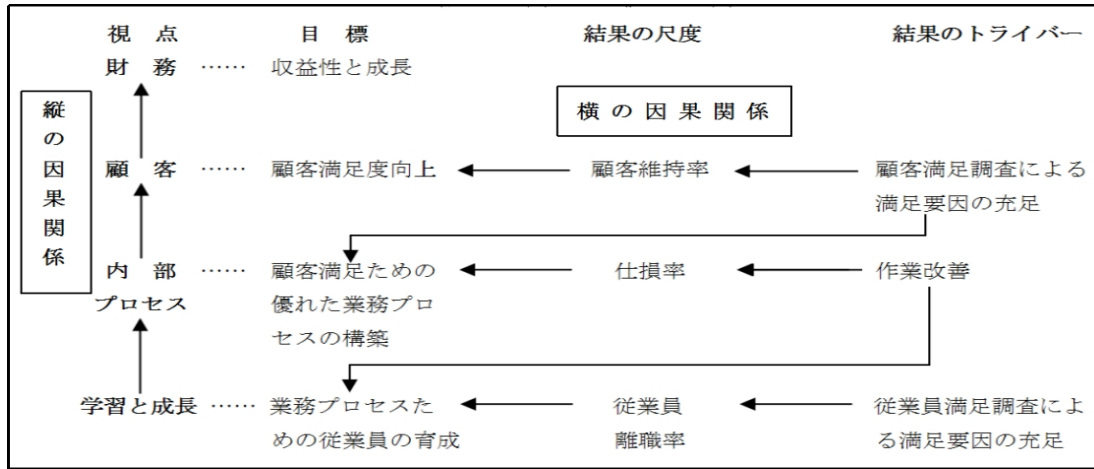 視 点 目 標 結果の尺度 結果のトライバー
財 務 …… 収益性と成長
縦の因果関係
横 の 因 果 関 係
顧 客 …… 顧客満足度向上 顧客維持率 顧客満足調査による
満足要因の充足
内 部 …… 顧客満足ための 仕損率 作業改善
プロセス 優れた業務プロ
セスの構築
学習と成長 …… 業務プロセスた 従業員 従業員満足調査によ
めの従業員の育成 離職率 る満足要因の充足